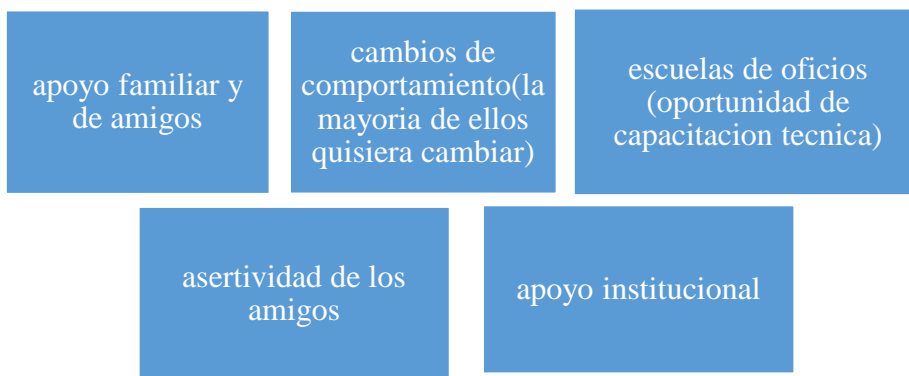 apoyo familiar y
de amigos
cambios de
comportamiento(la
mayoria de ellos
quisiera cambiar)
escuelas de oficios
(oportunidad de
capacitacion tecnica)
asertividad de los
amigos
apoyo institucional